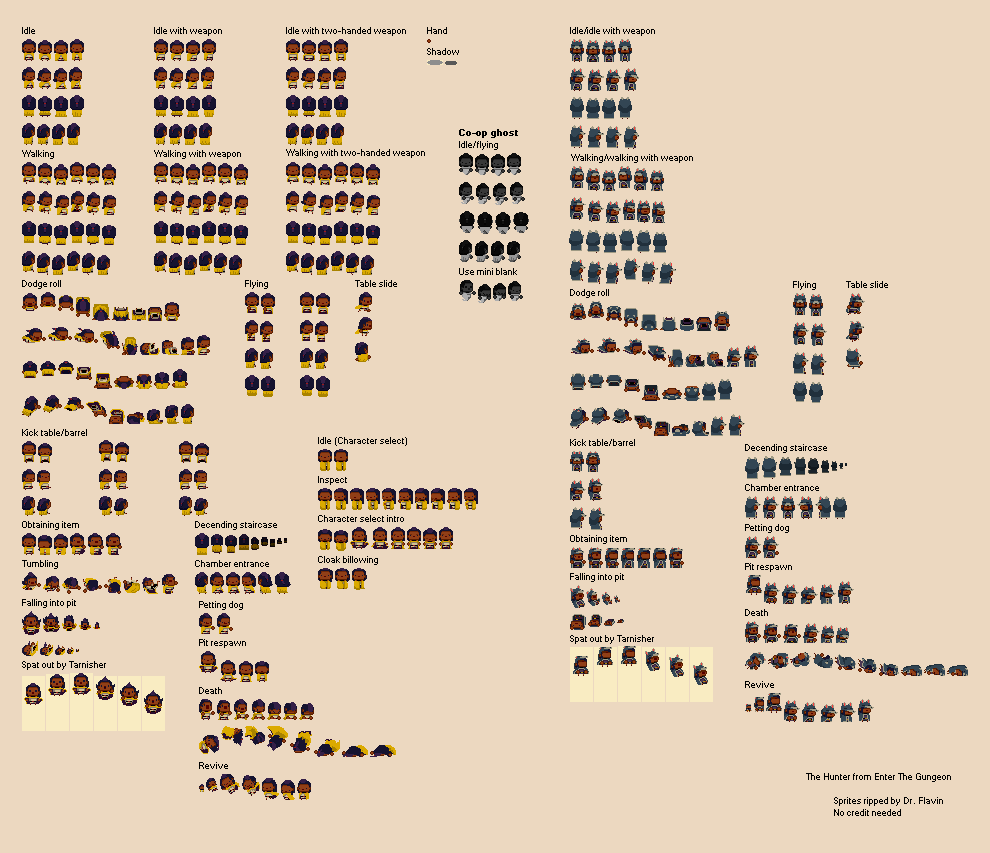 Idle
Idle with weapon
Idle with two-handed weapon
Hand
Shadow
Walking
Walking with weapon
Walking with two-handed weapon
Co-op ghost
Idle/flying
Use mini blank
Dodge roll
Flying
Table slide
Kick table/barrel
Idle (Character select)
Inspect
Character select intro
Cloak billowing
Obtaining item
Decending staircase
Tumbling
Chamber entrance
Falling into pit
Petting dog
Pit respawn
Spat out by Tarnisher
Death
Revive
Idle/idle with weapon
Walking/walking with weapon
Dodge roll
Flying
Table slide
Kick table/barrel
Decending staircase
Chamber entrance
Obtaining item
Petting dog
Falling into pit
Pit respawn
Spat out by Tarnisher
Death
Revive
The Hunter from Enter The Gungeon
Sprites ripped by Dr. Flavin
No credit needed